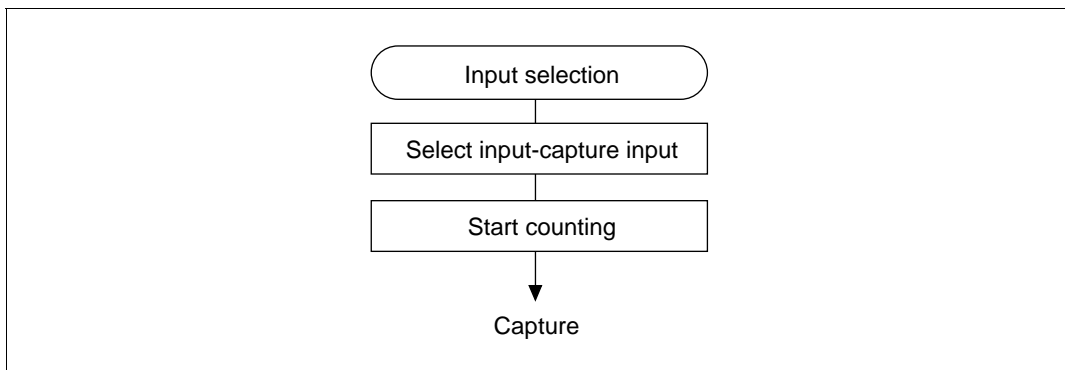 Input selection
Select input-capture input
Start counting
Capture